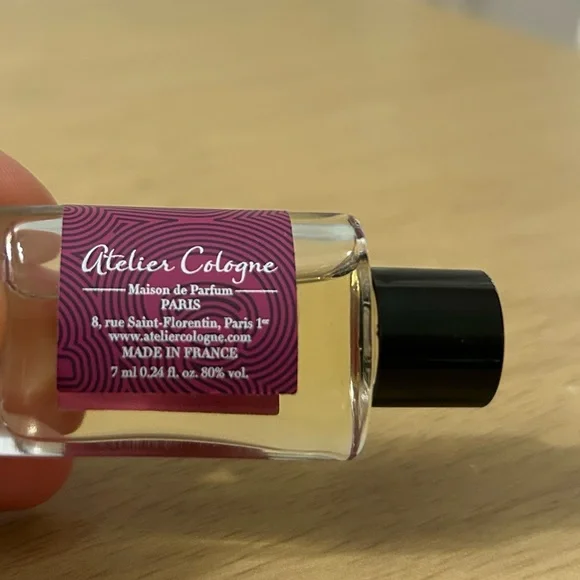 Atelier Cologne
Maison de Parfum
PARIS
8, rue Saint-Florentin, Paris 1er
www.ateliercologne.com
MADE IN FRANCE
7 ml 0.24 fl. oz. 80% vol.